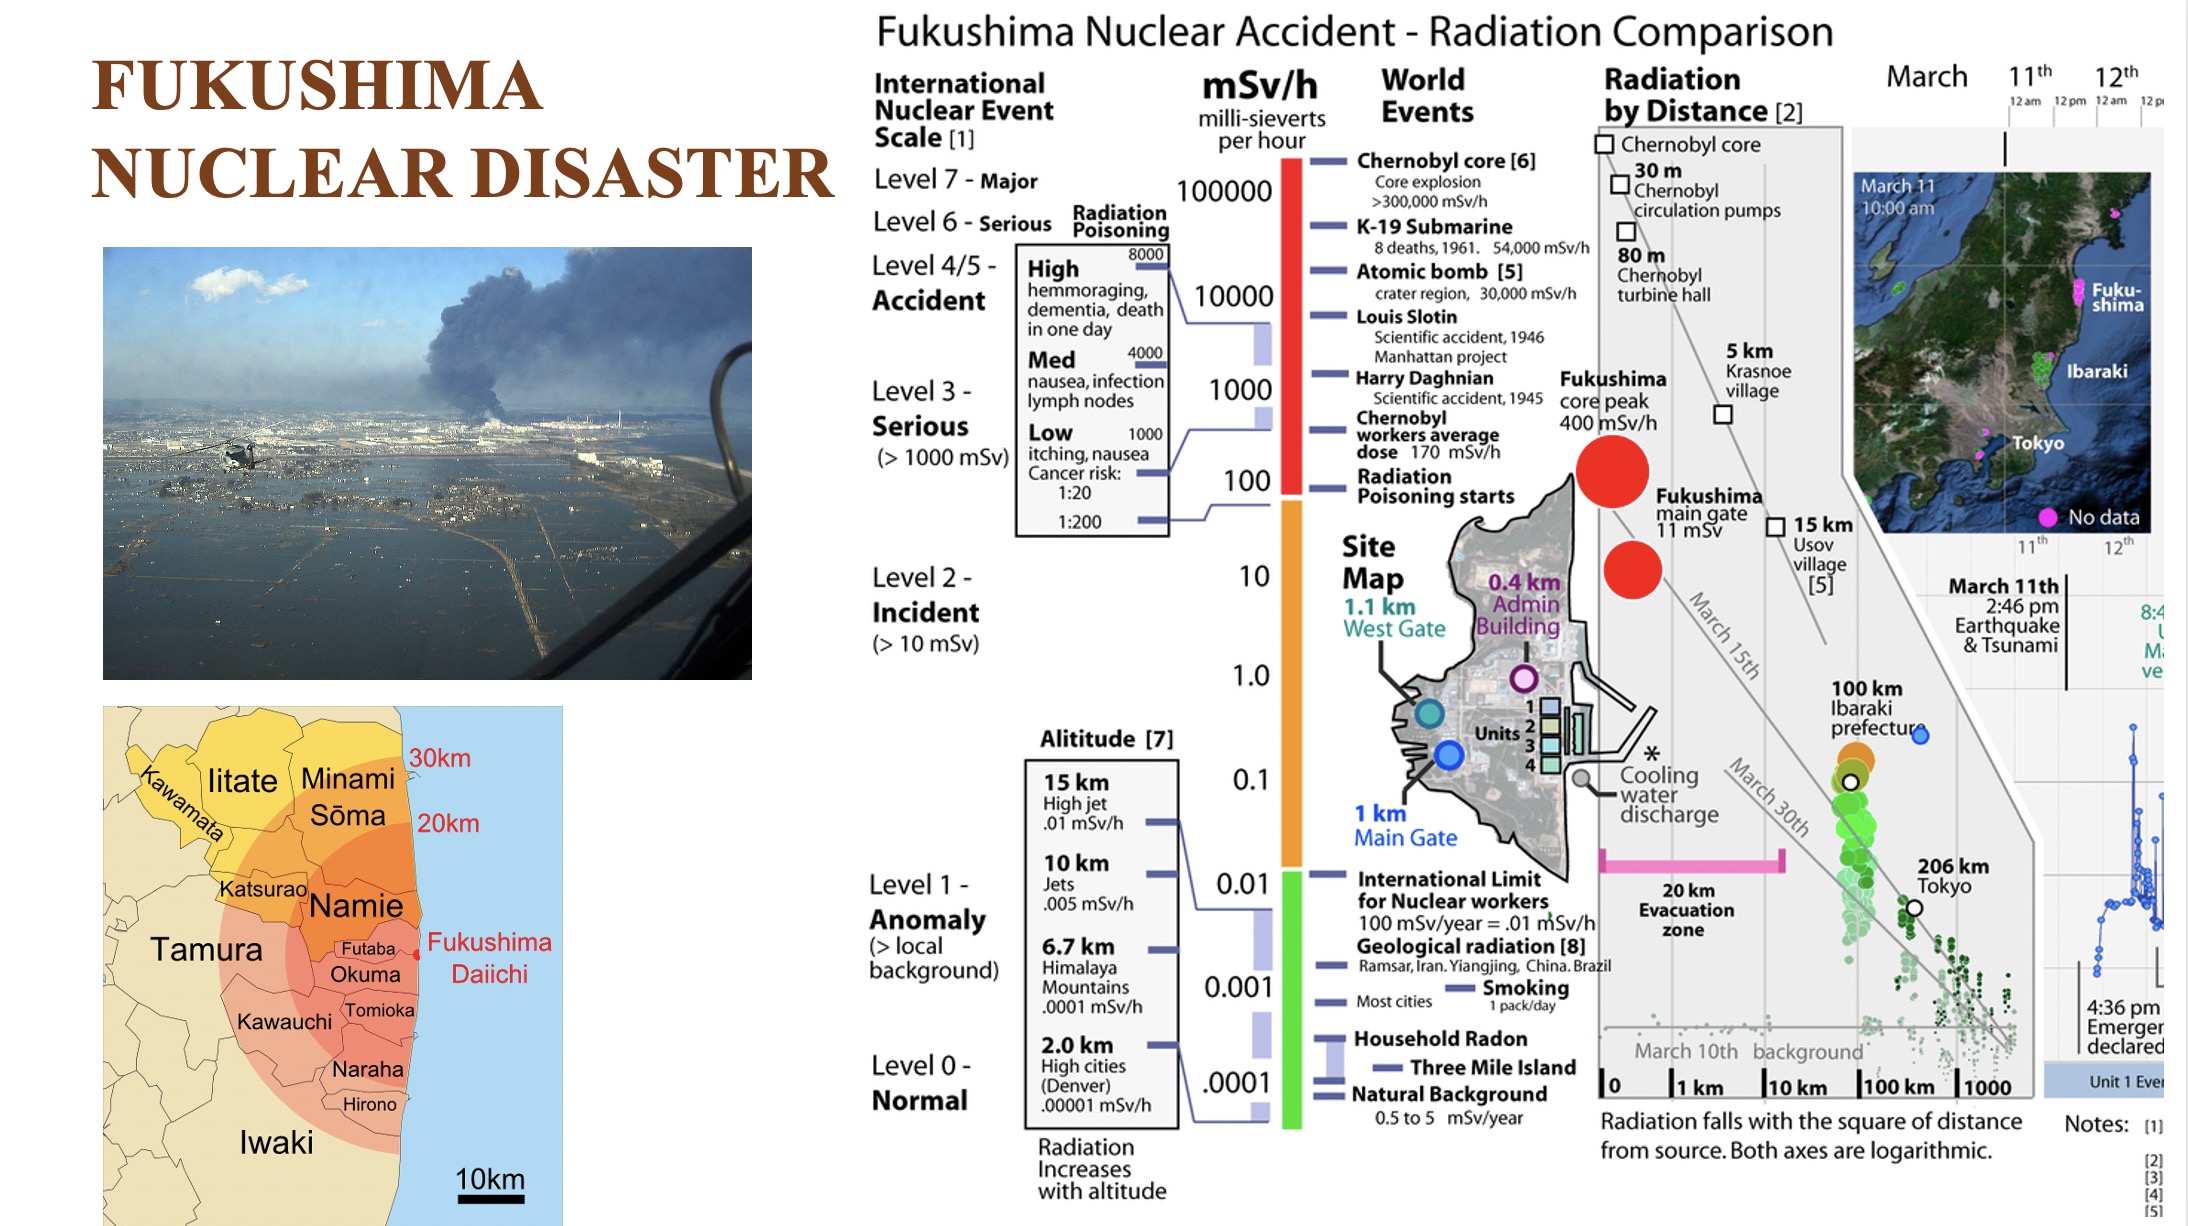 FUKUSHIMA
NUCLEAR DISASTER
30km
20km
Kawamata
Iitate
Minami
Sōma
Katsurao
Namie
Tamura
Futaba
Okuma
Fukushima
Daiichi
Tomioka
Kawauchi
Naraha
Hirono
Iwaki
10km
Fukushima Nuclear Accident - Radiation Comparison
International
Nuclear Event
Scale [1]
Level 7 - Major
Level 6 - Serious
Level 4/5 -
Accident
Level 3 -
Serious
(> 1000 mSv)
Level 2 -
Incident
(> 10 mSv)
Level 1 -
Anomaly
(> local
background)
Level 0 -
Normal
Radiation
Poisoning
8000
High
hemmoraging,
dementia, death
in one day
4000
Med
nausea, infection
lymph nodes
Low
1000
itching, nausea
Cancer risk:
1:20
1:200
Alititude [7]
15 km
High jet
.01 mSv/h
10 km
Jets
.005 mSv/h
6.7 km
Himalaya
Mountains
.0001 mSv/h
2.0 km
High cities
(Denver)
.00001 mSv/h
Radiation
Increases
with altitude
mSv/h
milli-sieverts
per hour
100000
10000
1000
100
10
1.0
0.1
0.01
0.001
.0001
World
Events
Chernobyl core [6]
Core explosion
>300,000 mSv/h
K-19 Submarine
8 deaths, 1961. 54,000 mSv/h
Atomic bomb [5]
crater region, 30,000 mSv/h
Louis Slotin
Scientific accident, 1946
Manhattan project
Harry Daghnian
Scientific accident, 1945
Chernobyl
workers average
dose 170 mSv/h
Radiation
Poisoning starts
Site
Map
1.1 km
West Gate
0.4 km
Admin
Building
Units
1
2
3
4
1 km
Main Gate
*
Cooling
water
discharge
International Limit
for Nuclear workers
100 mSv/year = .01 mSv/h
Geological radiation [8]
Ramsar, Iran. Yiangjing, China. Brazil
Smoking
1 pack/day
Most cities
Household Radon
Three Mile Island
Natural Background
0.5 to 5 mSv/year
Radiation
by Distance [2]
Chernobyl core
30 m
Chernobyl
circulation pumps
80 m
Chernobyl
turbine hall
5 km
Krasnoe
village
Fukushima
core peak
400 mSv/h
Fukushima
main gate
11 mSv
15 km
Usov
village
[5]
March 15th
March 30th
100 km
Ibaraki
prefecture
20 km
Evacuation
zone
206 km
Tokyo
March 10th background
0
1 km
10 km
100 km
1000
Radiation falls with the square of distance
from source. Both axes are logarithmic.
March 11th 12th
12 am 12 pm 12 am 12 p
March 11
10:00 am
Fuku-
shima
Ibaraki
Tokyo
No data
11th 12th
March 11th
2:46 pm
Earthquake
& Tsunami
8:4
U
Ma
ve
4:36 pm
Emerger
declared
Unit 1 Ever
Notes: [1]
[2]
[3]
[4]
[5]